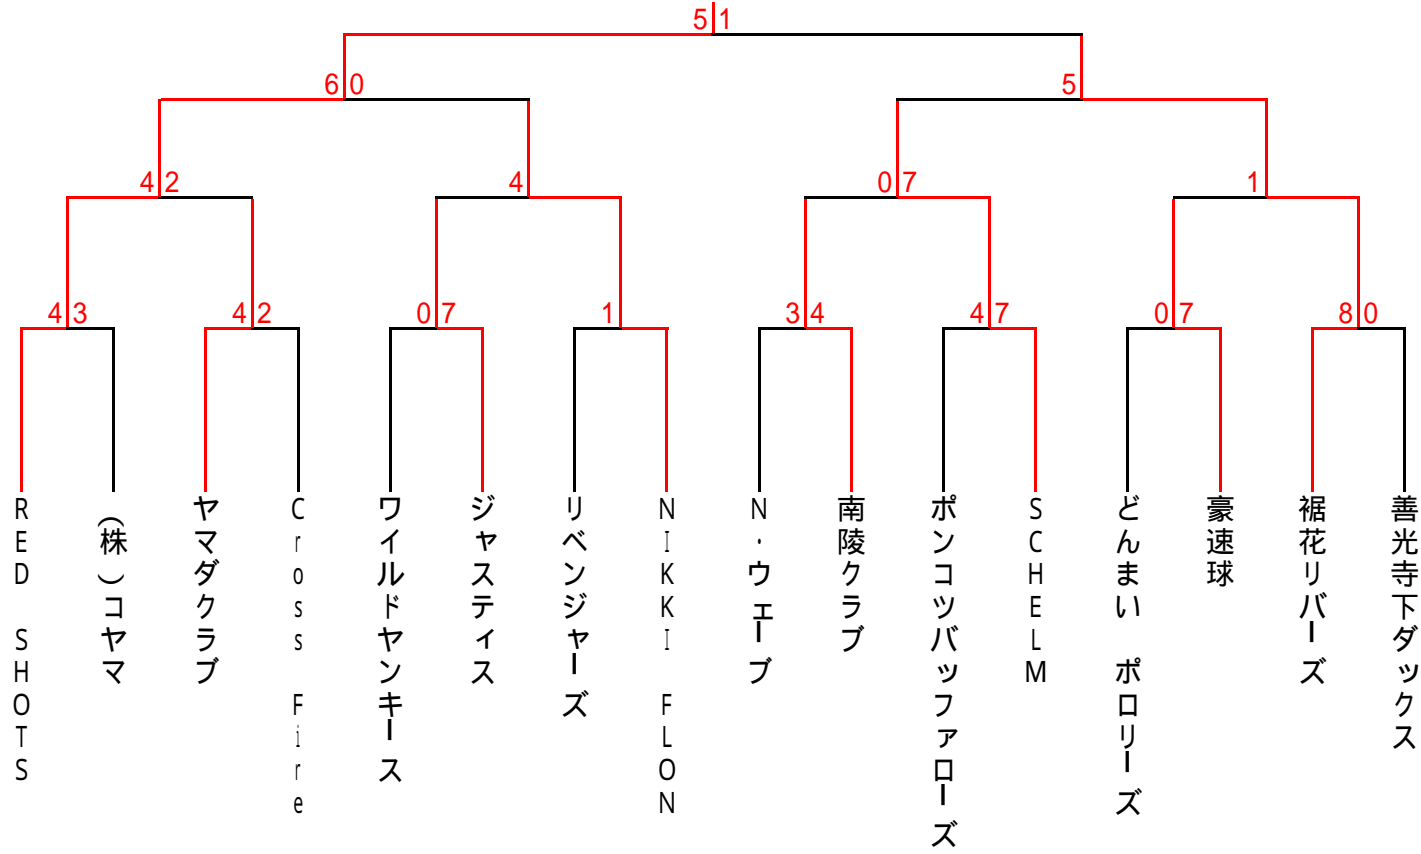 5 1
6 0
5
4 2
4
0 7
1
4 3
4 2
0 7
1
3 4
4 7
0 7
8 0
RED SHOTS
（株）コヤマ
ヤマダクラブ
Cross Fire
ワイルドヤンキース
ジャスティス
リベンジャーズ
NIKKI FLON
N・ウェーブ
南陵クラブ
ポンコツバッファローズ
SCHELM
どんまい ポロリーズ
豪速球
裾花リバーズ
善光寺下ダックス